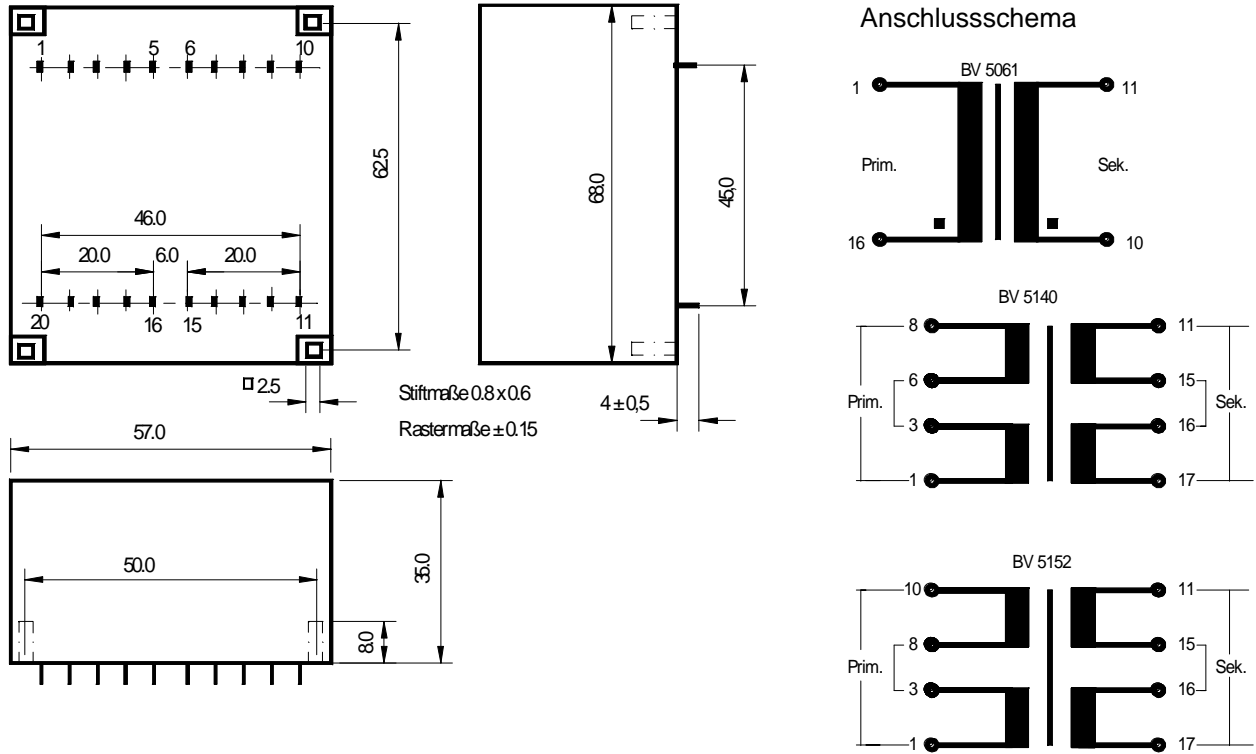 Anschlussschema
1 5 6 10
62.5
46.0
20.0 6.0 20.0
20 16 15 11
2.5
68.0
45,0
4 ±0,5
Stiftmaße 0.8 x 0.6
Rastermaße ± 0.15
57.0
50.0
8.0
35.0
BV 5061
1 11
Prim. Sek.
16 10
BV 5140
8 11
6 15
Prim. Sek.
3 16
1 17
BV 5152
10 11
8 15
Prim. Sek.
3 16
1 17